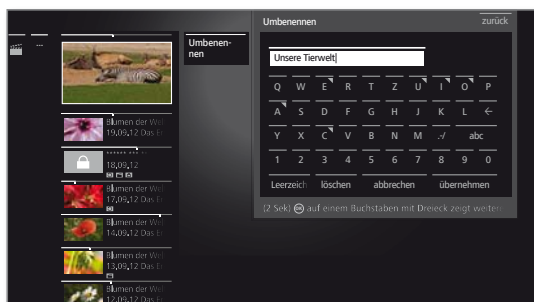 Umbenennen zurück
Umbenen-
nen
Unsere Tierwelt
Q W E R T Z U I O P
A S D F G H J K L ←
Y X C V B N M .-/ abc
1 2 3 4 5 6 7 8 9 0
Leerzeich löschen abbrechen übernehmen
(2 Sek) OK auf einem Buchstaben mit Dreieck zeigt weitere
Blumen der Wel
19,09,12 Das E
18,09,12
Blumen der Wel
17,09,12 Das E
Blumen der Wel
14,09,12 Das E
Blumen der Wel
13,09,12 Das E
Blumen der Wel
12,09,12 Das E